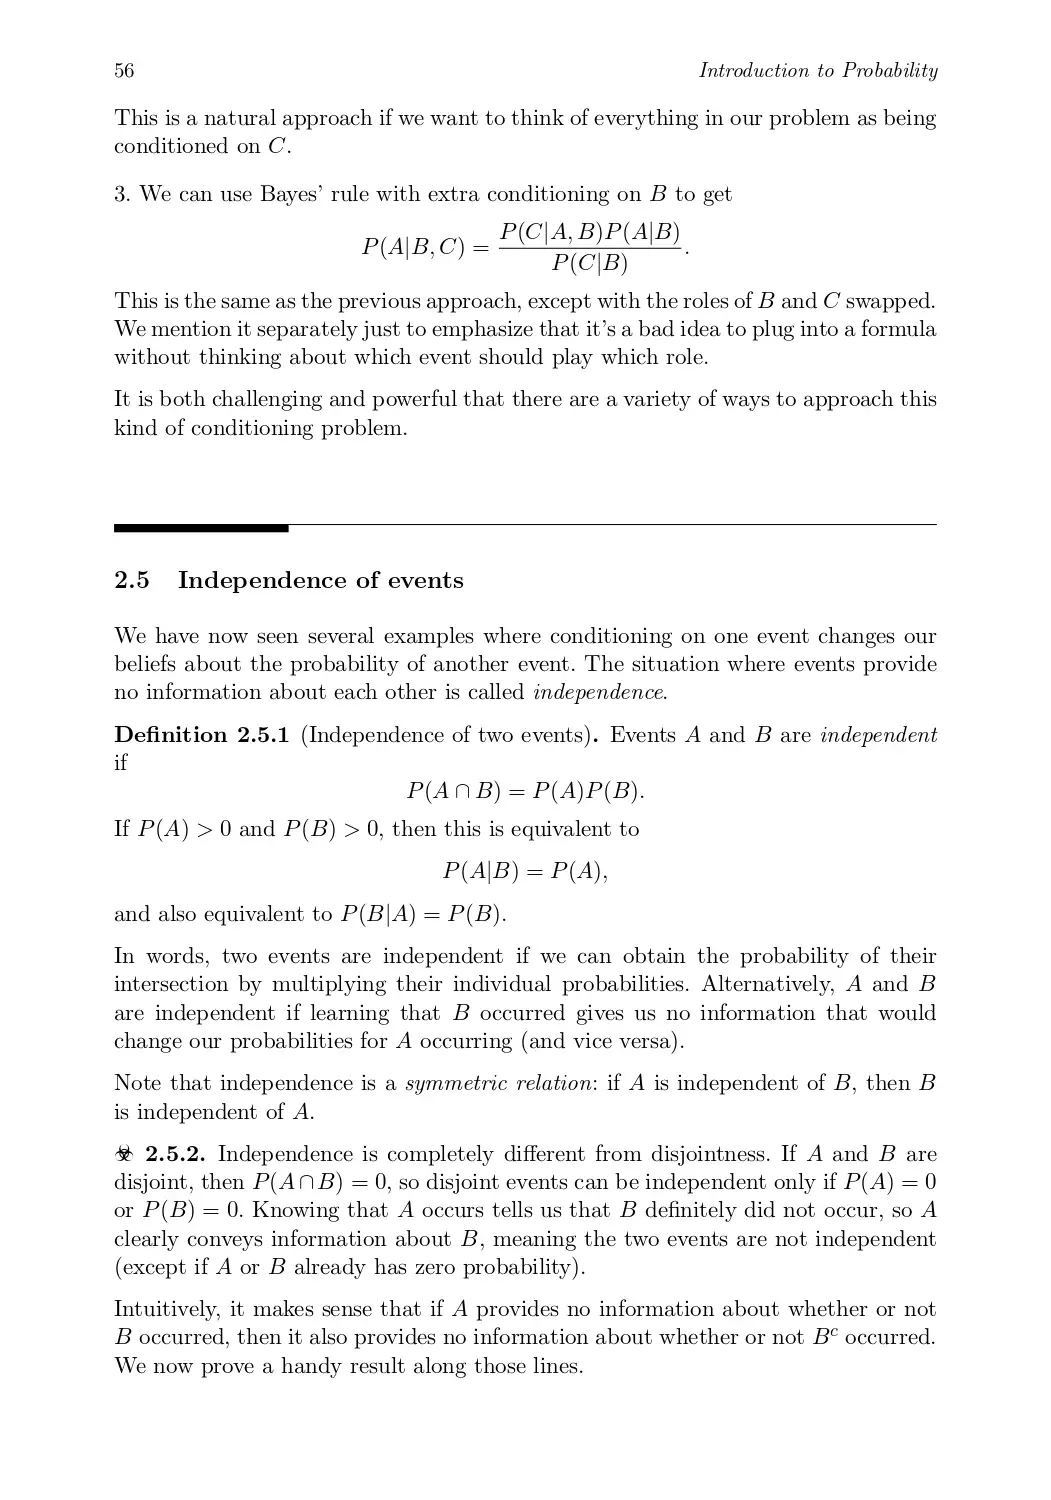 56 Introduction to Probability
This is a natural approach if we want to think of everything in our problem as being
conditioned on C.
3. We can use Bayes’ rule with extra conditioning on B to get
P(A|B, C) = P(C|A, B)P(A|B) / P(C|B).
This is the same as the previous approach, except with the roles of B and C swapped.
We mention it separately just to emphasize that it’s a bad idea to plug into a formula
without thinking about which event should play which role.
It is both challenging and powerful that there are a variety of ways to approach this
kind of conditioning problem.
2.5 Independence of events
We have now seen several examples where conditioning on one event changes our
beliefs about the probability of another event. The situation where events provide
no information about each other is called independence.
Definition 2.5.1 (Independence of two events). Events A and B are independent
if
P(A ∩ B) = P(A)P(B).
If P(A) > 0 and P(B) > 0, then this is equivalent to
P(A|B) = P(A),
and also equivalent to P(B|A) = P(B).
In words, two events are independent if we can obtain the probability of their
intersection by multiplying their individual probabilities. Alternatively, A and B
are independent if learning that B occurred gives us no information that would
change our probabilities for A occurring (and vice versa).
Note that independence is a symmetric relation: if A is independent of B, then B
is independent of A.
☣ 2.5.2. Independence is completely different from disjointness. If A and B are
disjoint, then P(A∩B) = 0, so disjoint events can be independent only if P(A) = 0
or P(B) = 0. Knowing that A occurs tells us that B definitely did not occur, so A
clearly conveys information about B, meaning the two events are not independent
(except if A or B already has zero probability).
Intuitively, it makes sense that if A provides no information about whether or not
B occurred, then it also provides no information about whether or not Bᶜ occurred.
We now prove a handy result along those lines.